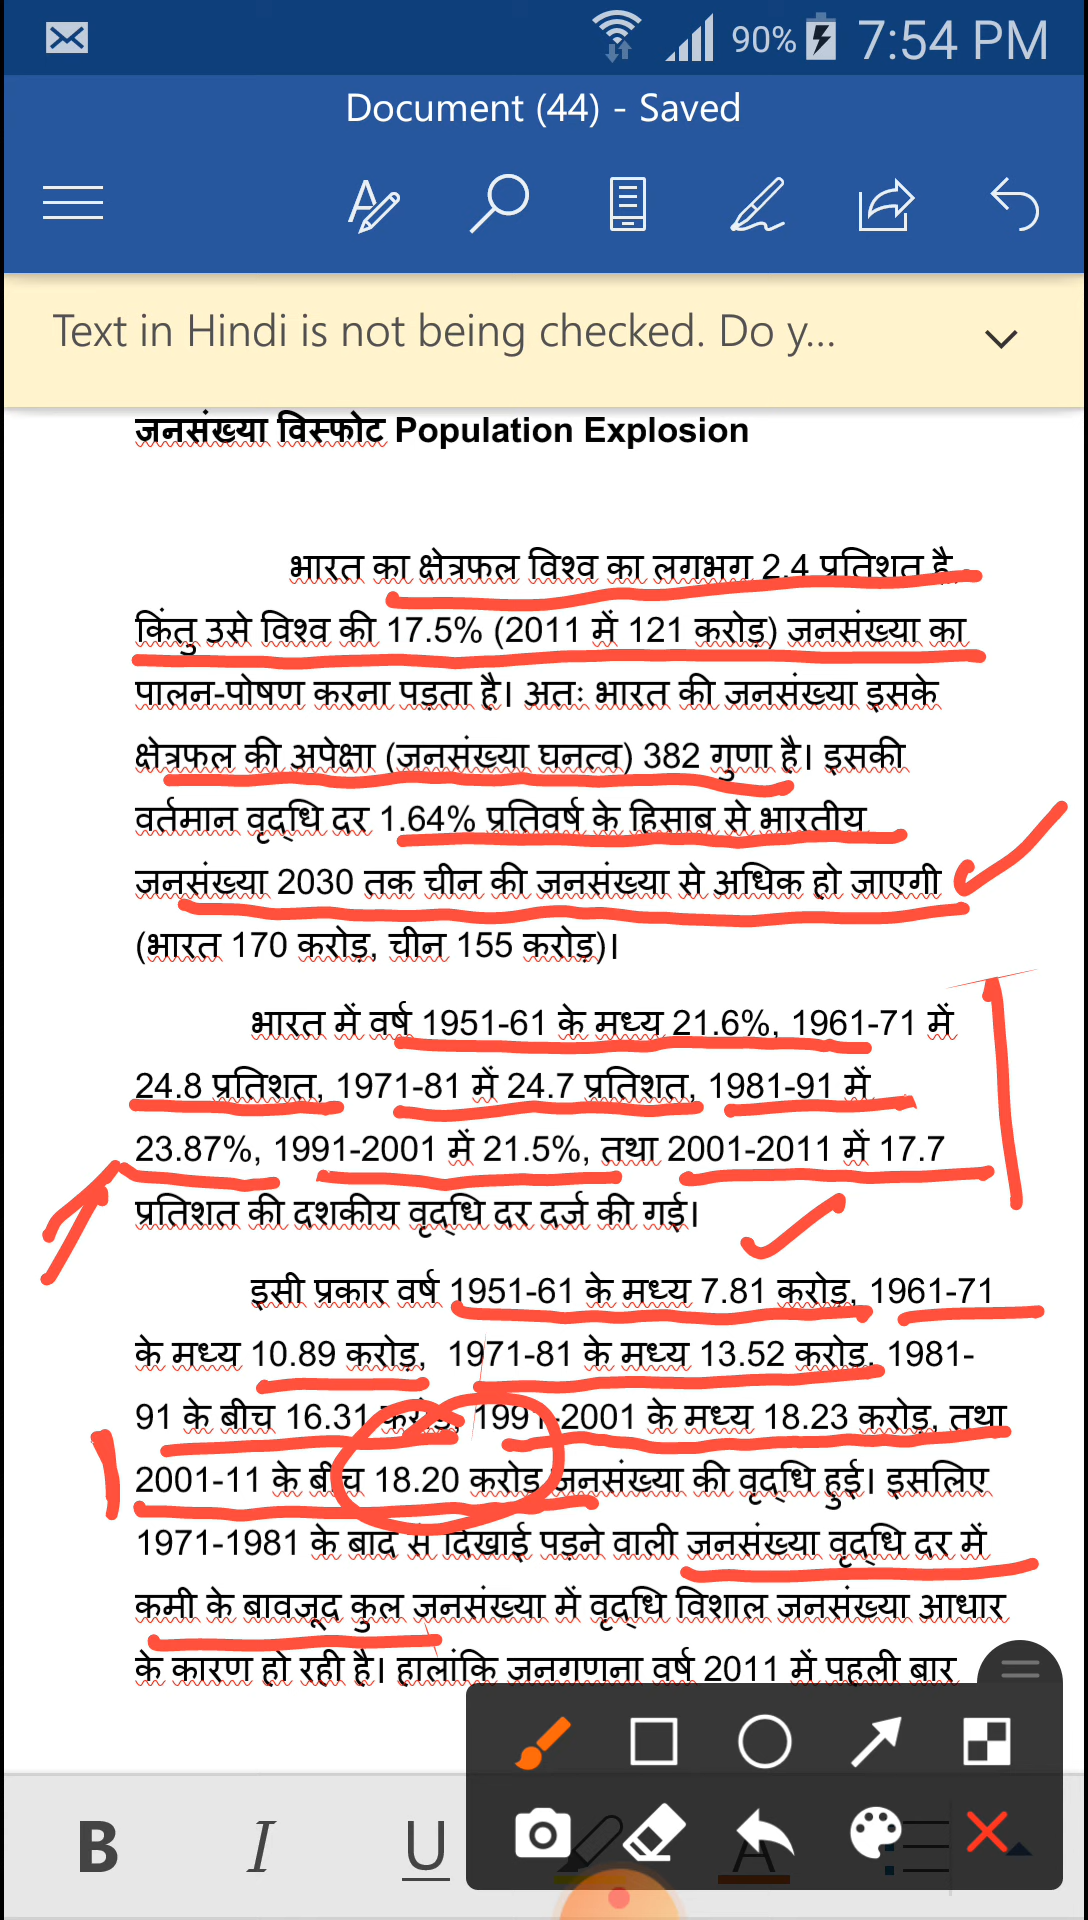 90% 7:54 PM
Document (44) - Saved
Text in Hindi is not being checked. Do y...
जनसंख्या विस्फोट Population Explosion
भारत का क्षेत्रफल विश्व का लगभग 2.4 प्रतिशत है,
किंतु उसे विश्व की 17.5% (2011 में 121 करोड़) जनसंख्या का
पालन-पोषण करना पड़ता है। अतः भारत की जनसंख्या इसके
क्षेत्रफल की अपेक्षा (जनसंख्या घनत्व) 382 गुणा है। इसकी
वर्तमान वृद्धि दर 1.64% प्रतिवर्ष के हिसाब से भारतीय
जनसंख्या 2030 तक चीन की जनसंख्या से अधिक हो जाएगी
(भारत 170 करोड़, चीन 155 करोड़)।
भारत में वर्ष 1951-61 के मध्य 21.6%, 1961-71 में
24.8 प्रतिशत, 1971-81 में 24.7 प्रतिशत, 1981-91 में
23.87%, 1991-2001 में 21.5%, तथा 2001-2011 में 17.7
प्रतिशत की दशकीय वृद्धि दर दर्ज की गई।
इसी प्रकार वर्ष 1951-61 के मध्य 7.81 करोड़, 1961-71
के मध्य 10.89 करोड़, 1971-81 के मध्य 13.52 करोड़. 1981-
91 के बीच 16.31 करोड़, 1991-2001 के मध्य 18.23 करोड़, तथा
2001-11 के बीच 18.20 करोड़ जनसंख्या की वृद्धि हुई। इसलिए
1971-1981 के बाद से दिखाई पड़ने वाली जनसंख्या वृद्धि दर में
कमी के बावजूद कुल जनसंख्या में वृद्धि विशाल जनसंख्या आधार
के कारण हो रही है। हालांकि जनगणना वर्ष 2011 में पहली बार
B I U A